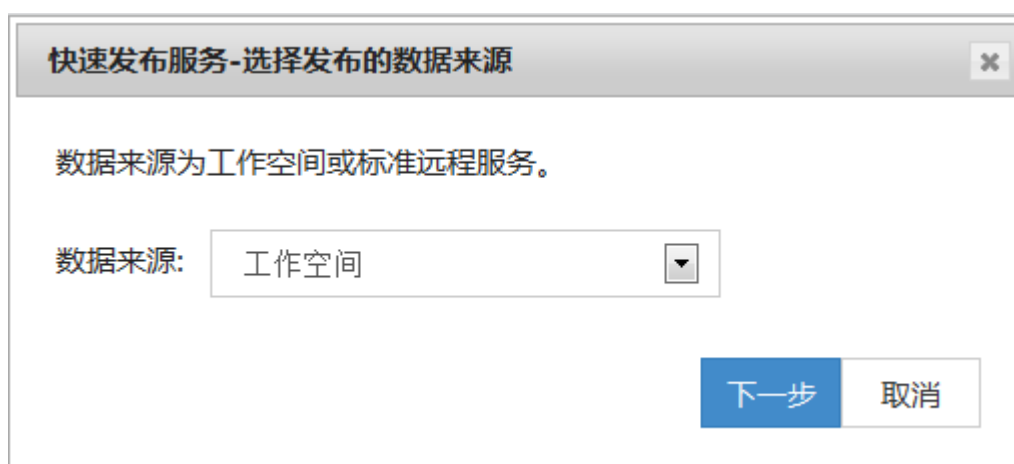 快速发布服务-选择发布的数据来源
数据来源为工作空间或标准远程服务。
数据来源: 工作空间
下一步 取消